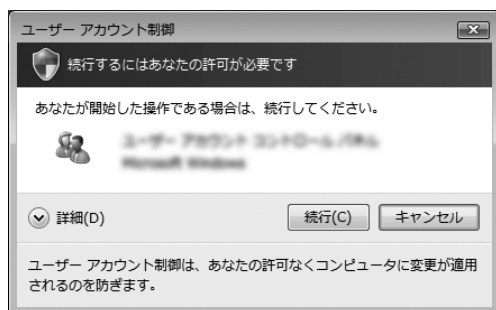 ユーザー アカウント制御
続行するにはあなたの許可が必要です
あなたが開始した操作である場合は、続行してください。
詳細(D)
続行(C)
キャンセル
ユーザー アカウント制御は、あなたの許可なくコンピュータに変更が適用
されるのを防ぎます。